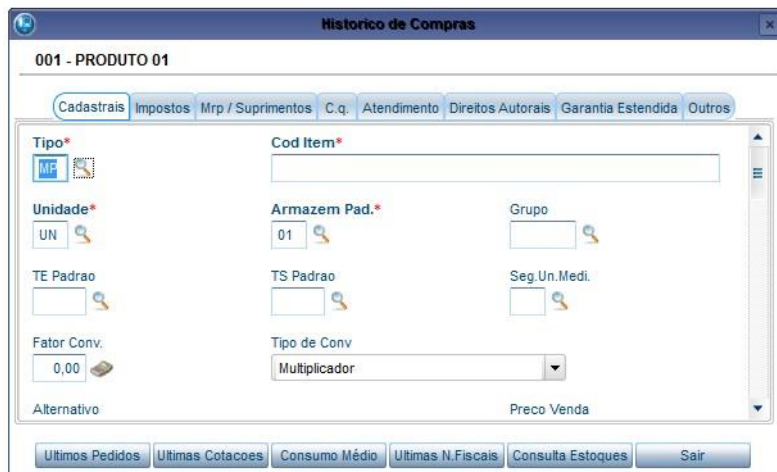 Historico de Compras
001 - PRODUTO 01
Cadastrais Impostos Mrp / Suprimentos C.q. Atendimento Direitos Autorais Garantia Estendida Outros
Tipo* Cod Item*
MP
Unidade* Armazem Pad.* Grupo
UN 01
TE Padrao TS Padrao Seg.Un.Medi.
Fator Conv. Tipo de Conv
0,00 Multiplicador
Alternativo Preco Venda
Ultimos Pedidos Ultimas Cotacoes Consumo Médio Ultimas N.Fiscais Consulta Estoques Sair